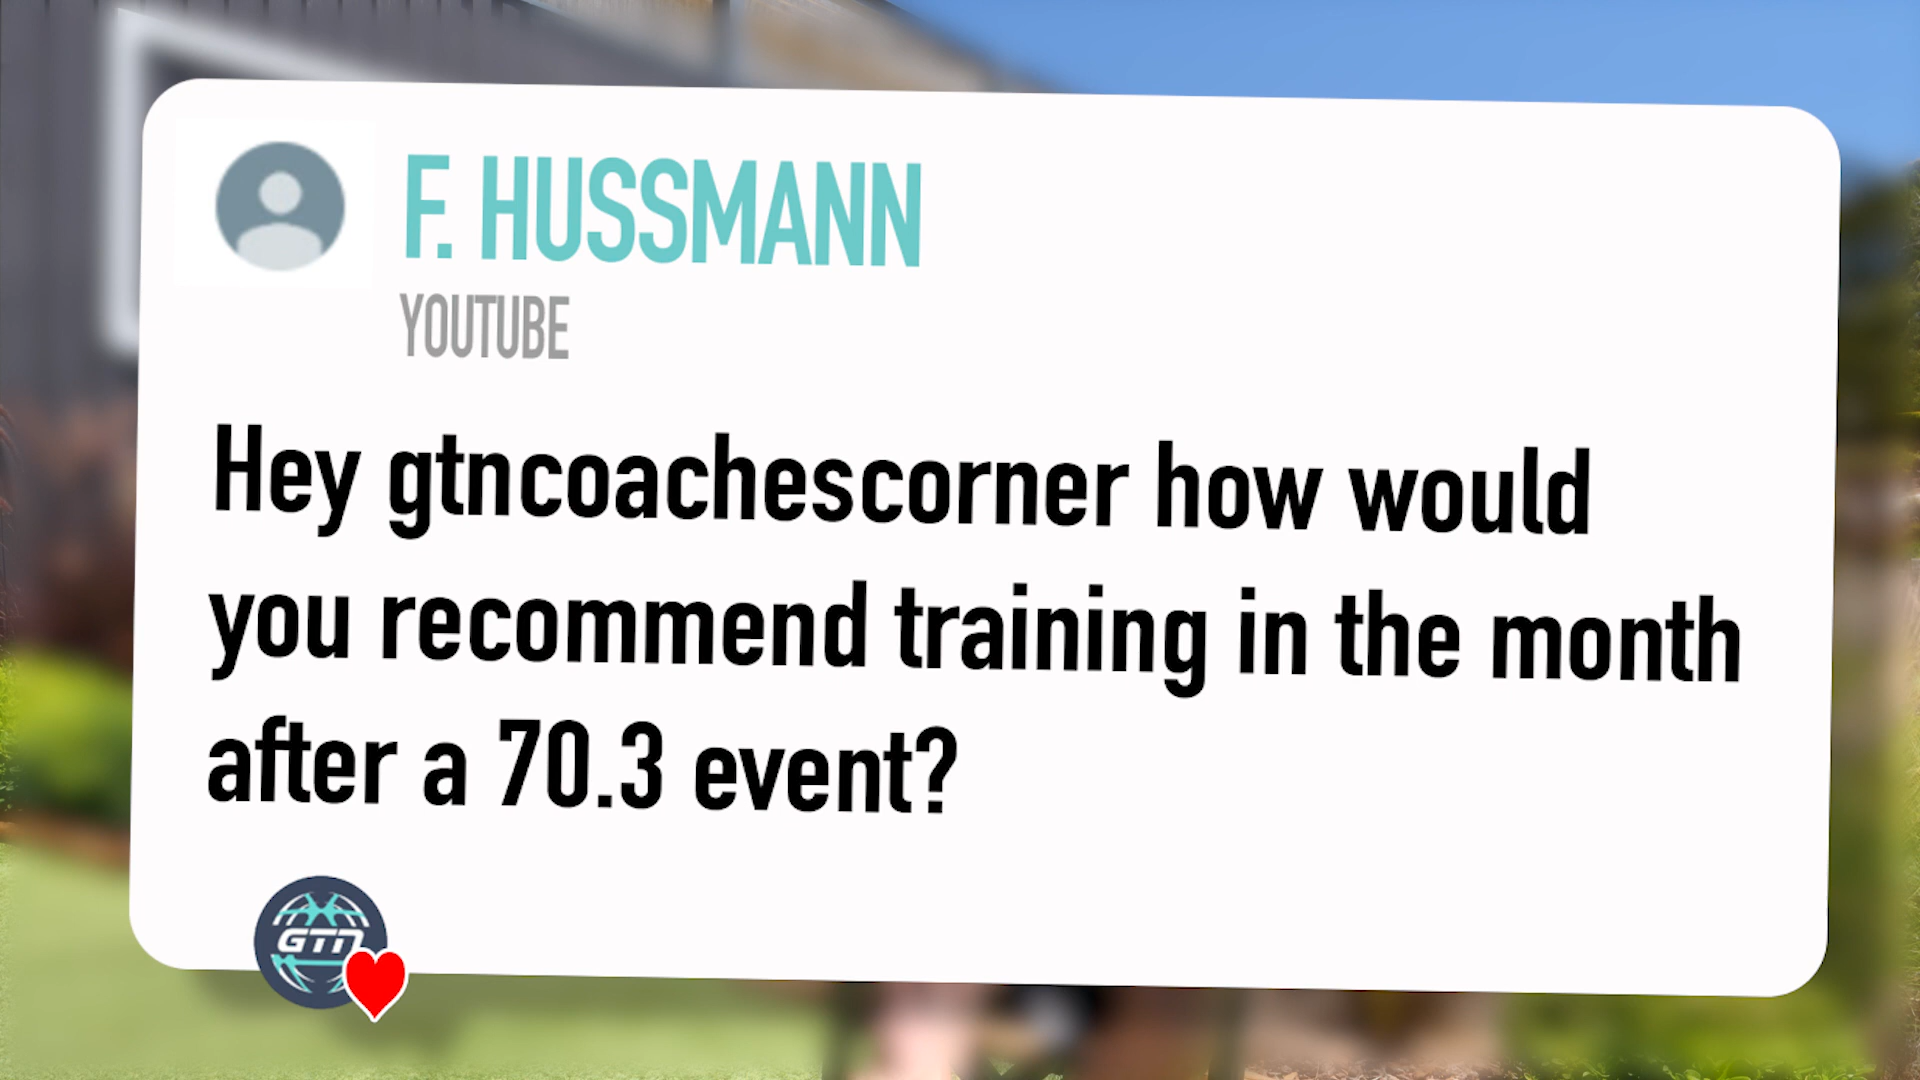 F. HUSSMANN
YOUTUBE
Hey gtncoachescorner how would
you recommend training in the month
after a 70.3 event?
GTN